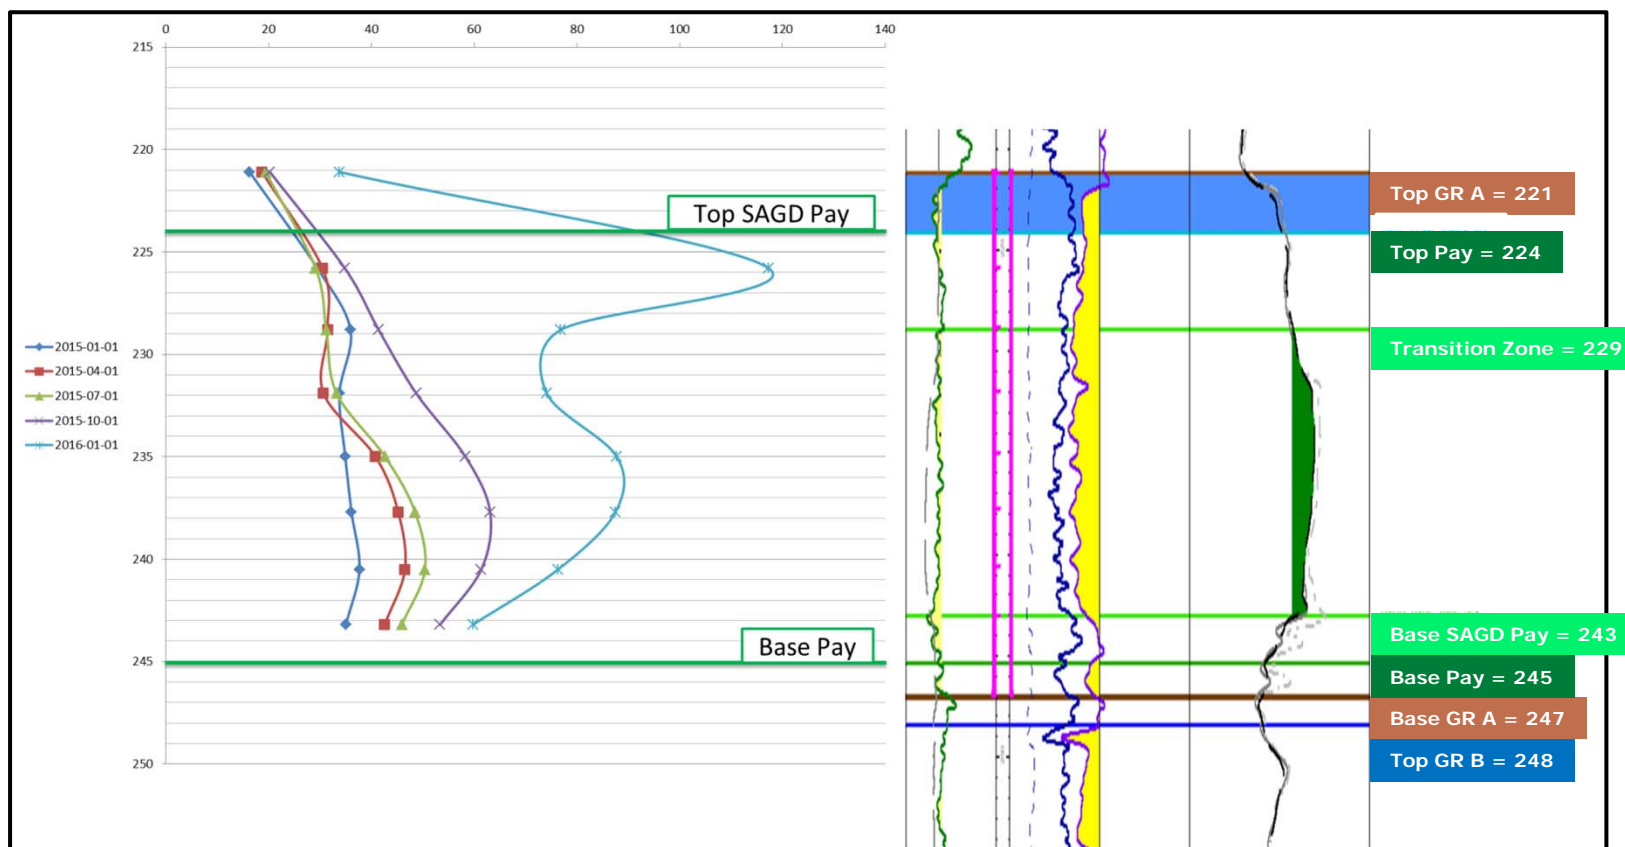 0 20 40 60 80 100 120 140
215
220
225
230
235
240
245
250
Top SAGD Pay
Base Pay
2015-01-01
2015-04-01
2015-07-01
2015-10-01
2016-01-01
Top GR A = 221
Top Pay = 224
Transition Zone = 229
Base SAGD Pay = 243
Base Pay = 245
Base GR A = 247
Top GR B = 248